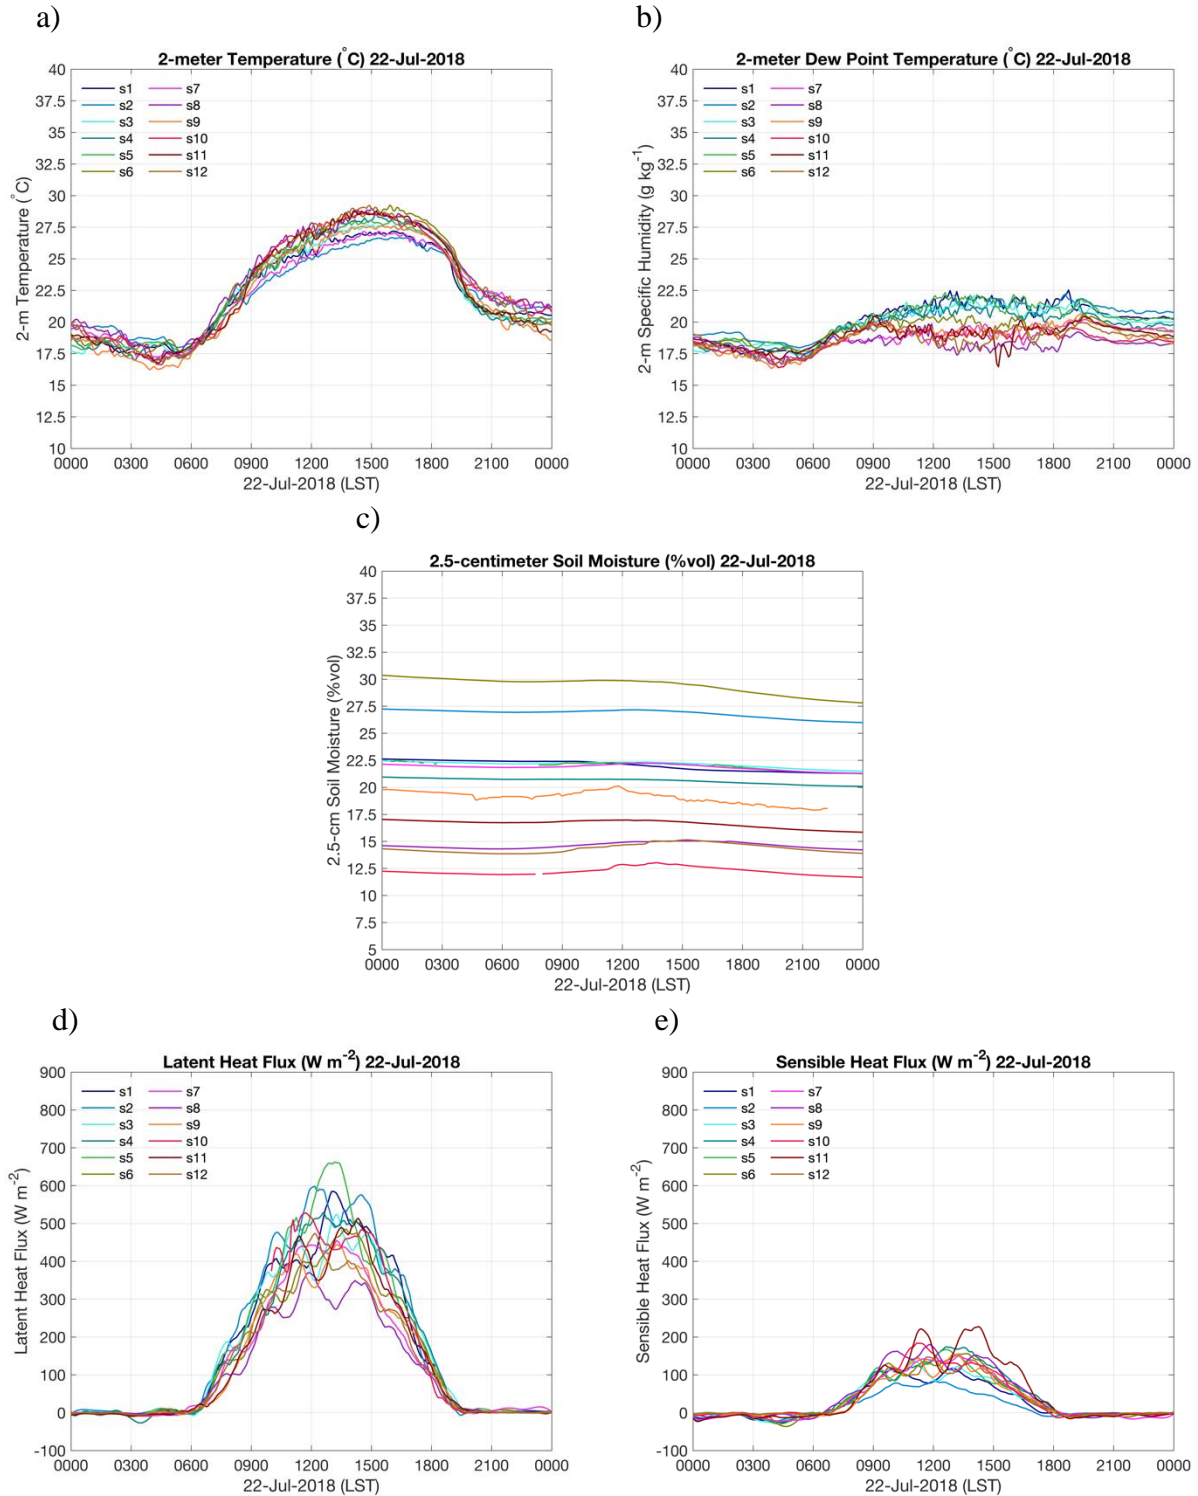 a)
2-meter Temperature (°C) 22-Jul-2018
40
37.5
35
32.5
30
27.5
25
22.5
20
17.5
15
12.5
10
2-m Temperature (°C)
s1 s7
s2 s8
s3 s9
s4 s10
s5 s11
s6 s12
0000 0300 0600 0900 1200 1500 1800 2100 0000
22-Jul-2018 (LST)
b)
2-meter Dew Point Temperature (°C) 22-Jul-2018
40
37.5
35
32.5
30
27.5
25
22.5
20
17.5
15
12.5
10
2-m Specific Humidity (g kg⁻¹)
s1 s7
s2 s8
s3 s9
s4 s10
s5 s11
s6 s12
0000 0300 0600 0900 1200 1500 1800 2100 0000
22-Jul-2018 (LST)
c)
2.5-centimeter Soil Moisture (%vol) 22-Jul-2018
40
37.5
35
32.5
30
27.5
25
22.5
20
17.5
15
12.5
10
7.5
5
2.5-cm Soil Moisture (%vol)
0000 0300 0600 0900 1200 1500 1800 2100 0000
22-Jul-2018 (LST)
d)
Latent Heat Flux (W m⁻²) 22-Jul-2018
900
800
700
600
500
400
300
200
100
0
-100
Latent Heat Flux (W m⁻²)
s1 s7
s2 s8
s3 s9
s4 s10
s5 s11
s6 s12
0000 0300 0600 0900 1200 1500 1800 2100 0000
22-Jul-2018 (LST)
e)
Sensible Heat Flux (W m⁻²) 22-Jul-2018
900
800
700
600
500
400
300
200
100
0
-100
Sensible Heat Flux (W m⁻²)
s1 s7
s2 s8
s3 s9
s4 s10
s5 s11
s6 s12
0000 0300 0600 0900 1200 1500 1800 2100 0000
22-Jul-2018 (LST)